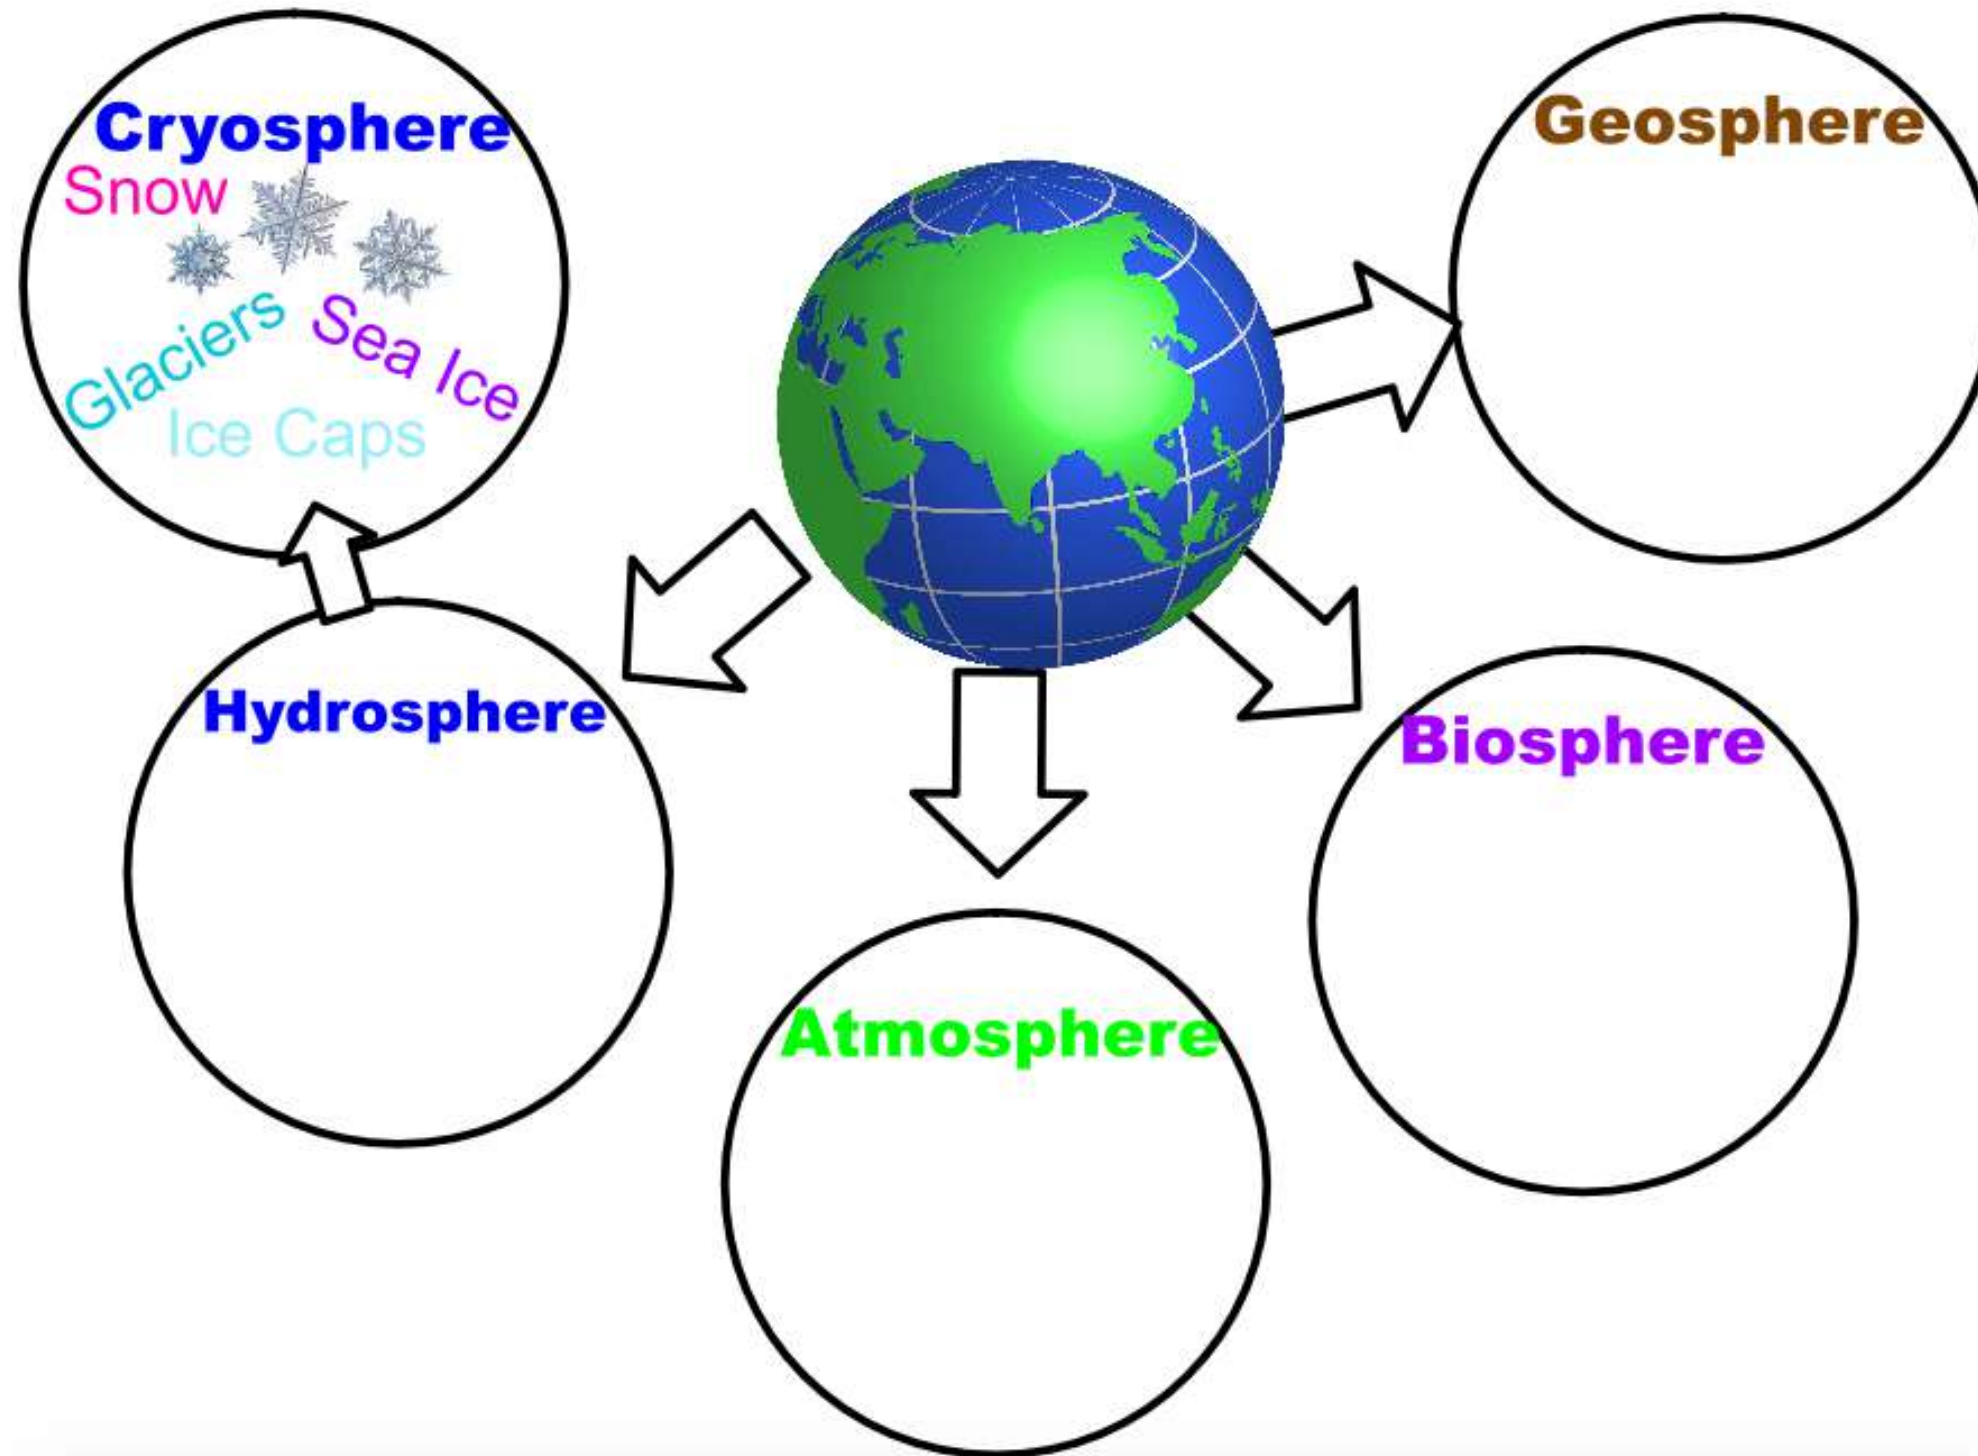 Cryosphere
Snow
Glaciers
Sea Ice
Ice Caps
Geosphere
Hydrosphere
Biosphere
Atmosphere